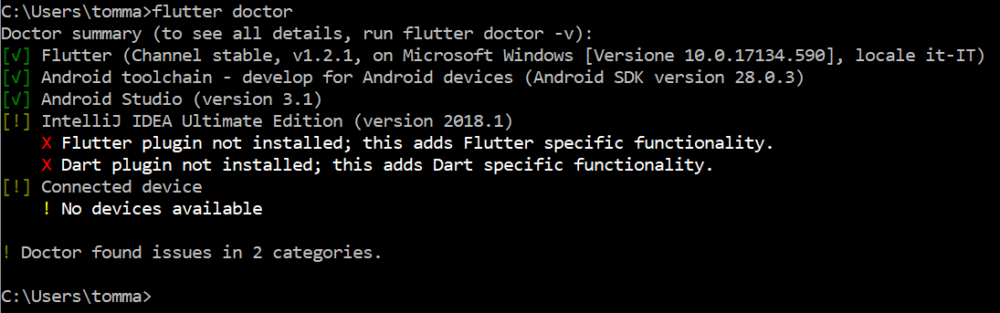 C:\Users\tomma>flutter doctor
Doctor summary (to see all details, run flutter doctor -v):
[√] Flutter (Channel stable, v1.2.1, on Microsoft Windows [Versione 10.0.17134.590], locale it-IT)
[√] Android toolchain - develop for Android devices (Android SDK version 28.0.3)
[√] Android Studio (version 3.1)
[!] IntelliJ IDEA Ultimate Edition (version 2018.1)
    X Flutter plugin not installed; this adds Flutter specific functionality.
    X Dart plugin not installed; this adds Dart specific functionality.
[!] Connected device
    ! No devices available
! Doctor found issues in 2 categories.
C:\Users\tomma>